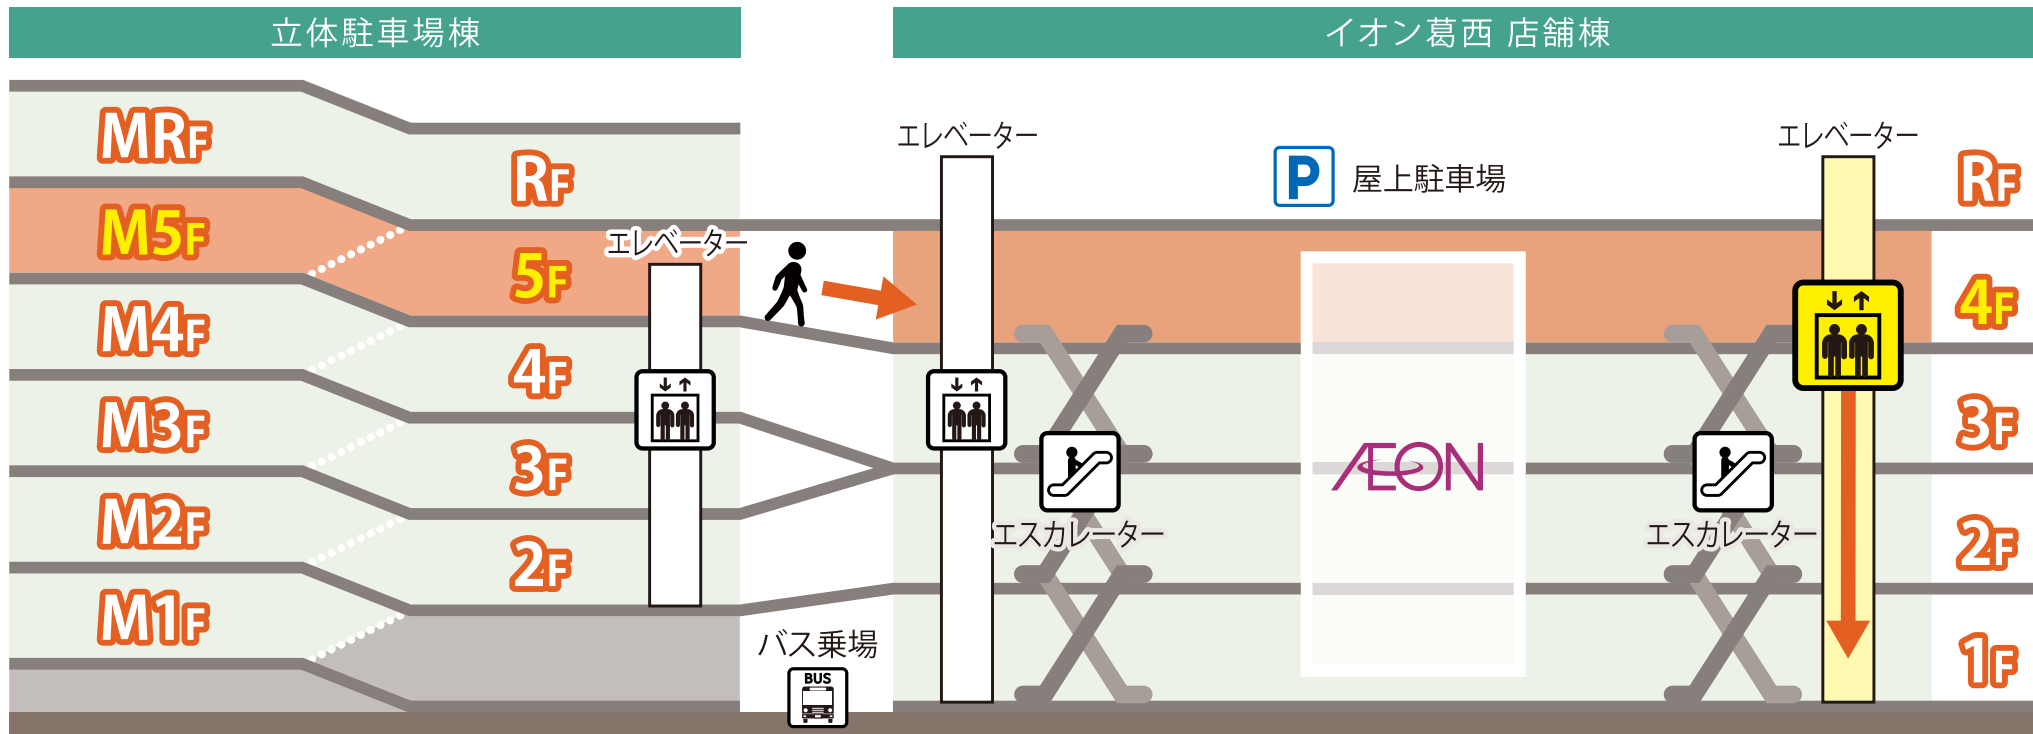 立体駐車場棟
イオン葛西 店舗棟
MRF
RF
M5F
5F
M4F
4F
M3F
3F
M2F
2F
M1F
エレベーター
バス乗場
BUS
エレベーター
エスカレーター
P 屋上駐車場
AEON
エスカレーター
エレベーター
RF
4F
3F
2F
1F